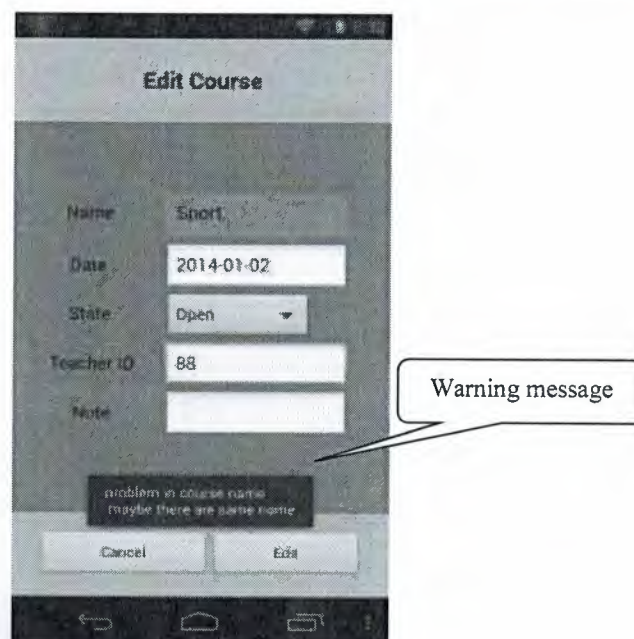 Edit Course
Name Sport
Date 2014-01-02
State Open
Teacher ID 88
Note
Warning message
problem in course name
maybe there are same name
Cancel Edit